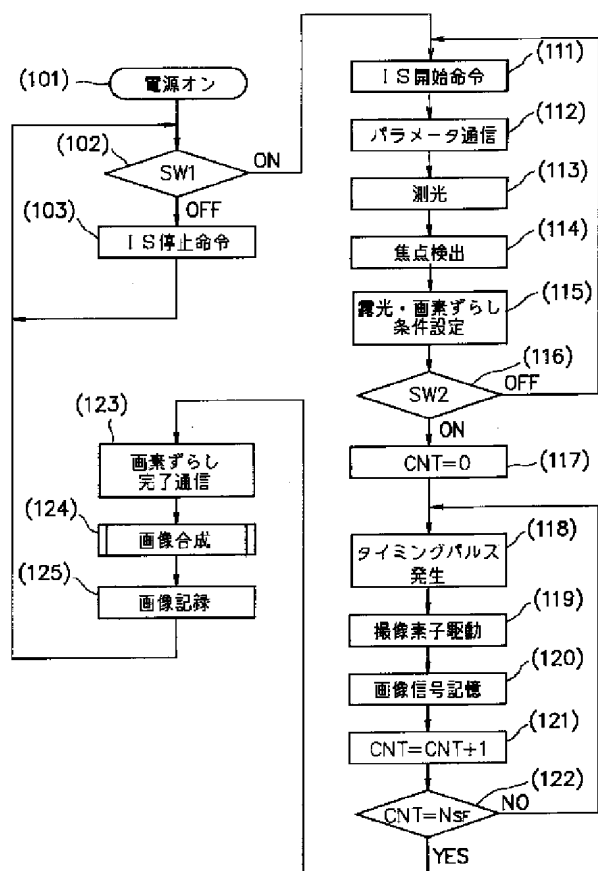 (101)
電源オン
(102)
SW1
ON
OFF
(103)
IS停止命令
(111)
IS開始命令
(112)
パラメータ通信
(113)
測光
(114)
焦点検出
(115)
露光・画素ずらし
条件設定
(116)
SW2
OFF
ON
(117)
CNT=0
(118)
タイミングパルス
発生
(119)
撮像素子駆動
(120)
画像信号記憶
(121)
CNT=CNT+1
(122)
CNT=NSF
NO
YES
(123)
画素ずらし
完了通信
(124)
画像合成
(125)
画像記録